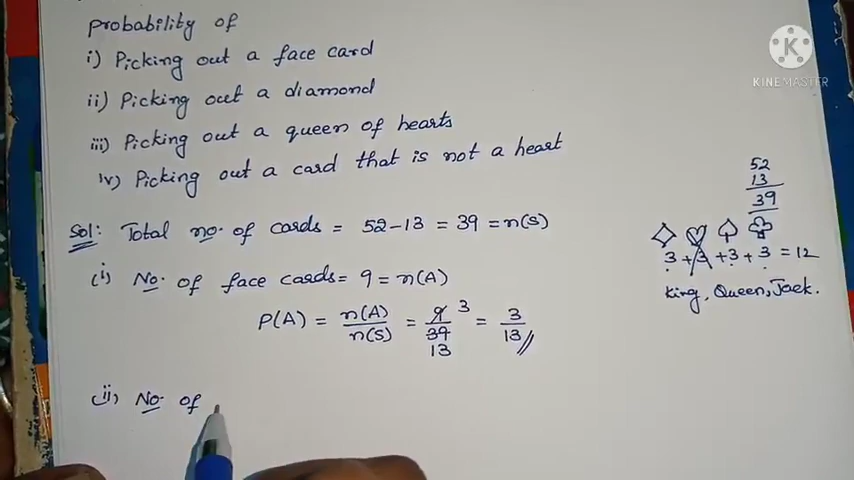 Probability of
i) Picking out a face card
ii) Picking out a diamond
iii) Picking out a queen of hearts
iv) Picking out a card that is not a heart
Sol: Total no. of cards = 52-13 = 39 = n(S)
(i) No. of face cards = 9 = n(A)
P(A) = n(A)/n(S) = 9/39 3 13 = 3/13 //
(ii) No. of
52
13
39
♢ ♡ ♤ ♧
3 + 3 + 3 + 3 = 12
King, Queen, Jack.
K
KINEMASTER